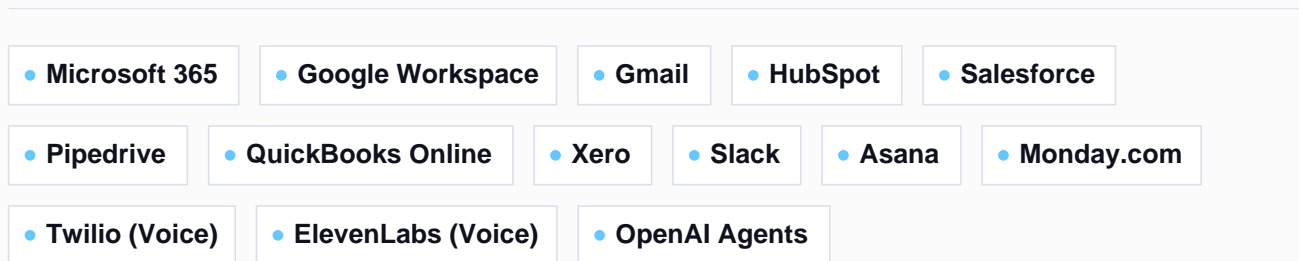 Microsoft 365 Google Workspace Gmail HubSpot Salesforce
Pipedrive QuickBooks Online Xero Slack Asana Monday.com
Twilio (Voice) ElevenLabs (Voice) OpenAI Agents